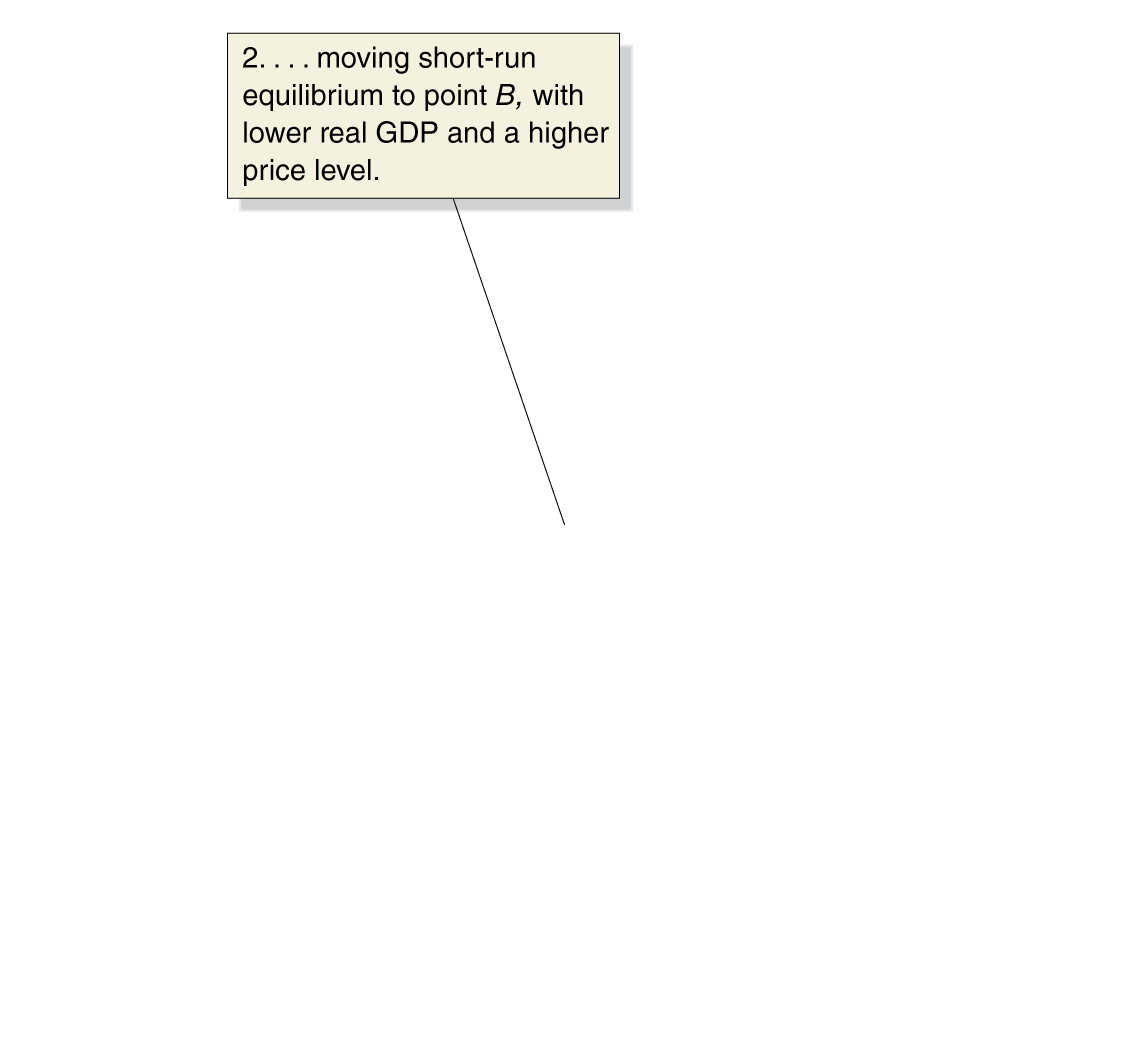 2. . . . moving short-run
equilibrium to point B, with
lower real GDP and a higher
price level.